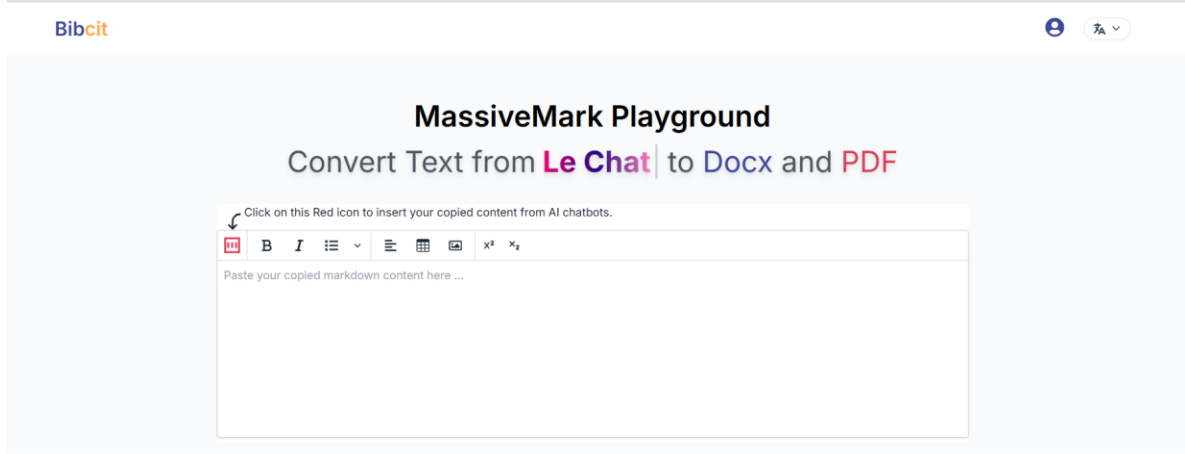 Bibcit
MassiveMark Playground
Convert Text from Le Chat to Docx and PDF
Click on this Red icon to insert your copied content from AI chatbots.
B I x² x₂
Paste your copied markdown content here ...